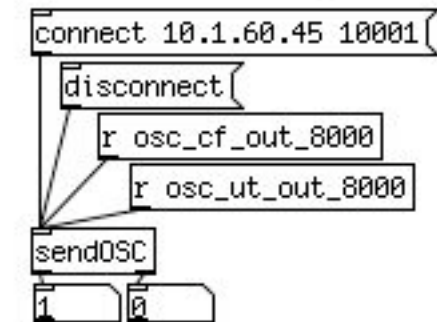 connect 10.1.60.45 10001
disconnect
r osc_cf_out_8000
r osc_ut_out_8000
sendOSC
1 0